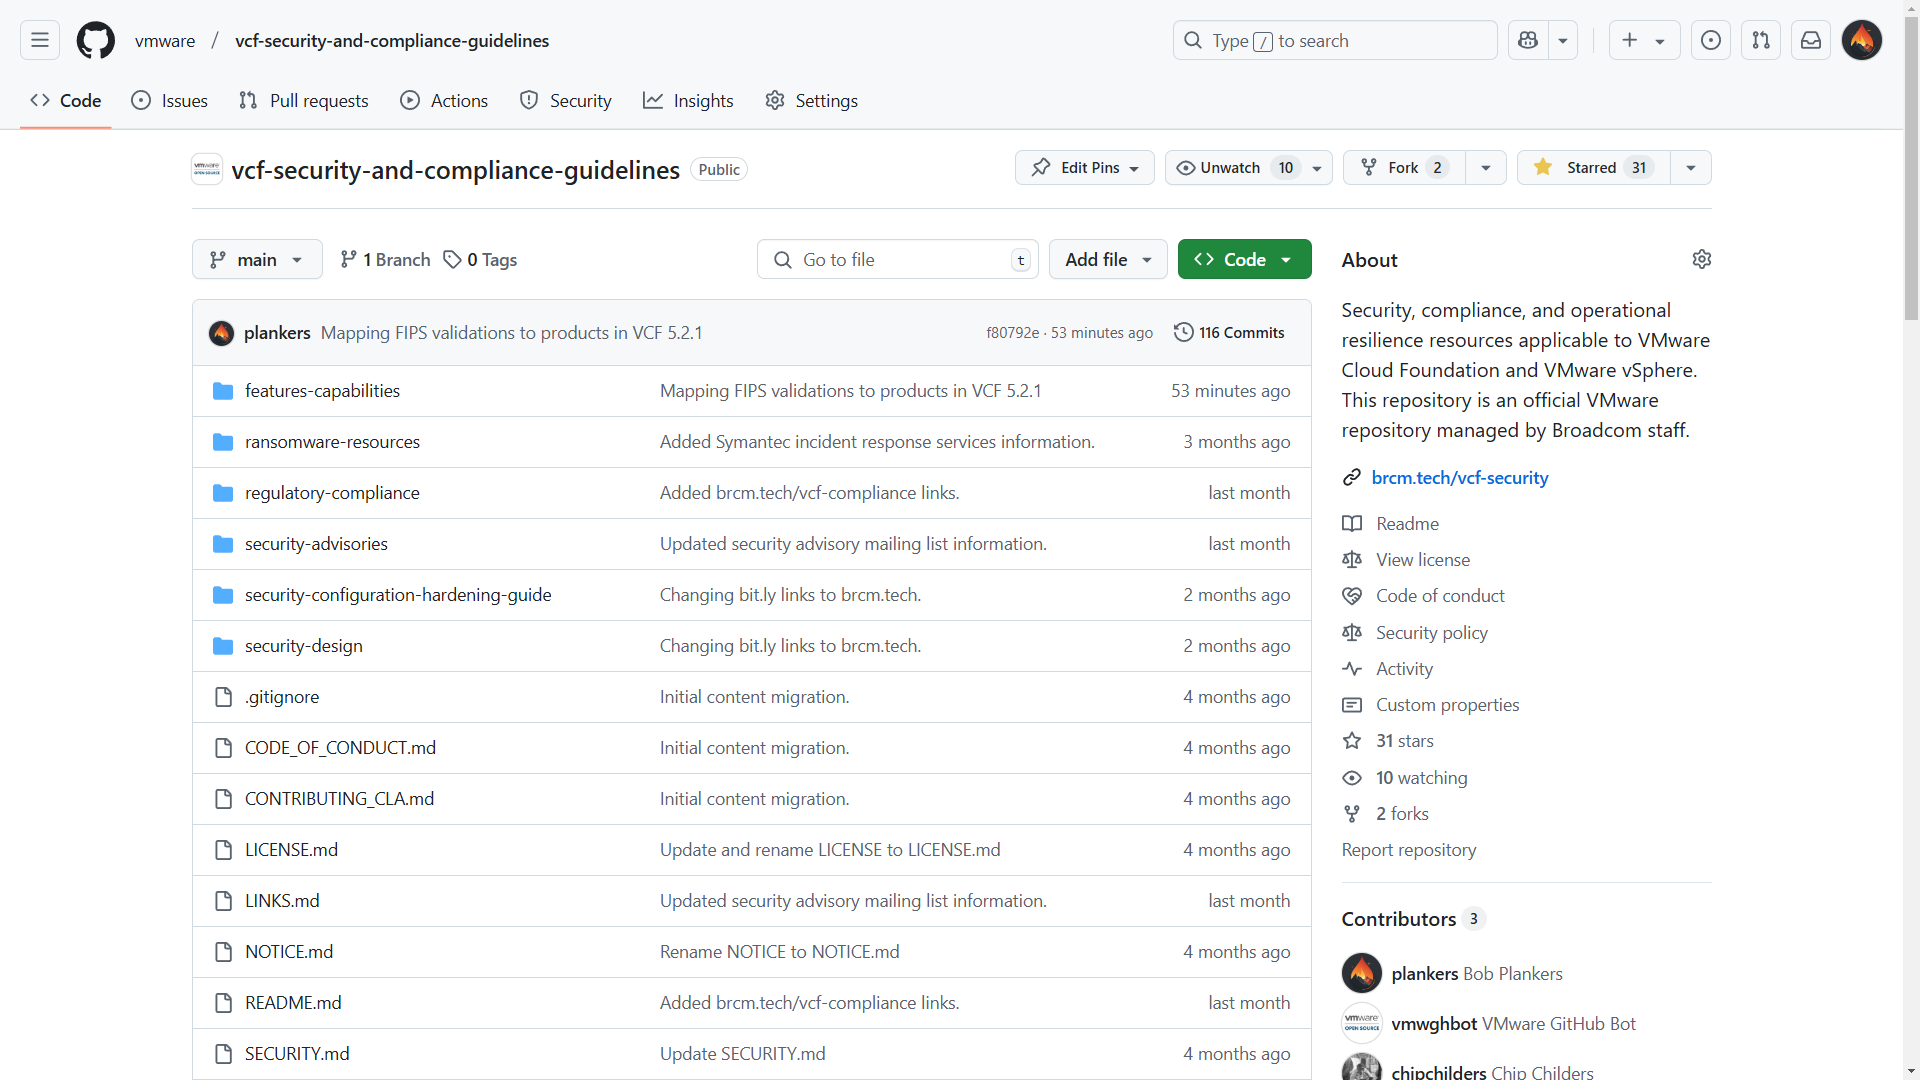 vmware / vcf-security-and-compliance-guidelines
Type / to search
Code Issues Pull requests Actions Security Insights Settings
vmware OPEN SOURCE vcf-security-and-compliance-guidelines Public
Edit Pins Unwatch 10 Fork 2 Starred 31
main 1 Branch 0 Tags Go to file t Add file Code
plankers Mapping FIPS validations to products in VCF 5.2.1 f80792e · 53 minutes ago 116 Commits
features-capabilities Mapping FIPS validations to products in VCF 5.2.1 53 minutes ago
ransomware-resources Added Symantec incident response services information. 3 months ago
regulatory-compliance Added brcm.tech/vcf-compliance links. last month
security-advisories Updated security advisory mailing list information. last month
security-configuration-hardening-guide Changing bit.ly links to brcm.tech. 2 months ago
security-design Changing bit.ly links to brcm.tech. 2 months ago
.gitignore Initial content migration. 4 months ago
CODE_OF_CONDUCT.md Initial content migration. 4 months ago
CONTRIBUTING_CLA.md Initial content migration. 4 months ago
LICENSE.md Update and rename LICENSE to LICENSE.md 4 months ago
LINKS.md Updated security advisory mailing list information. last month
NOTICE.md Rename NOTICE to NOTICE.md 4 months ago
README.md Added brcm.tech/vcf-compliance links. last month
SECURITY.md Update SECURITY.md 4 months ago
About
Security, compliance, and operational
resilience resources applicable to VMware
Cloud Foundation and VMware vSphere.
This repository is an official VMware
repository managed by Broadcom staff.
brcm.tech/vcf-security
Readme
View license
Code of conduct
Security policy
Activity
Custom properties
31 stars
10 watching
2 forks
Report repository
Contributors 3
plankers Bob Plankers
vmware OPEN SOURCE vmwghbot VMware GitHub Bot
chipchilders Chip Childers